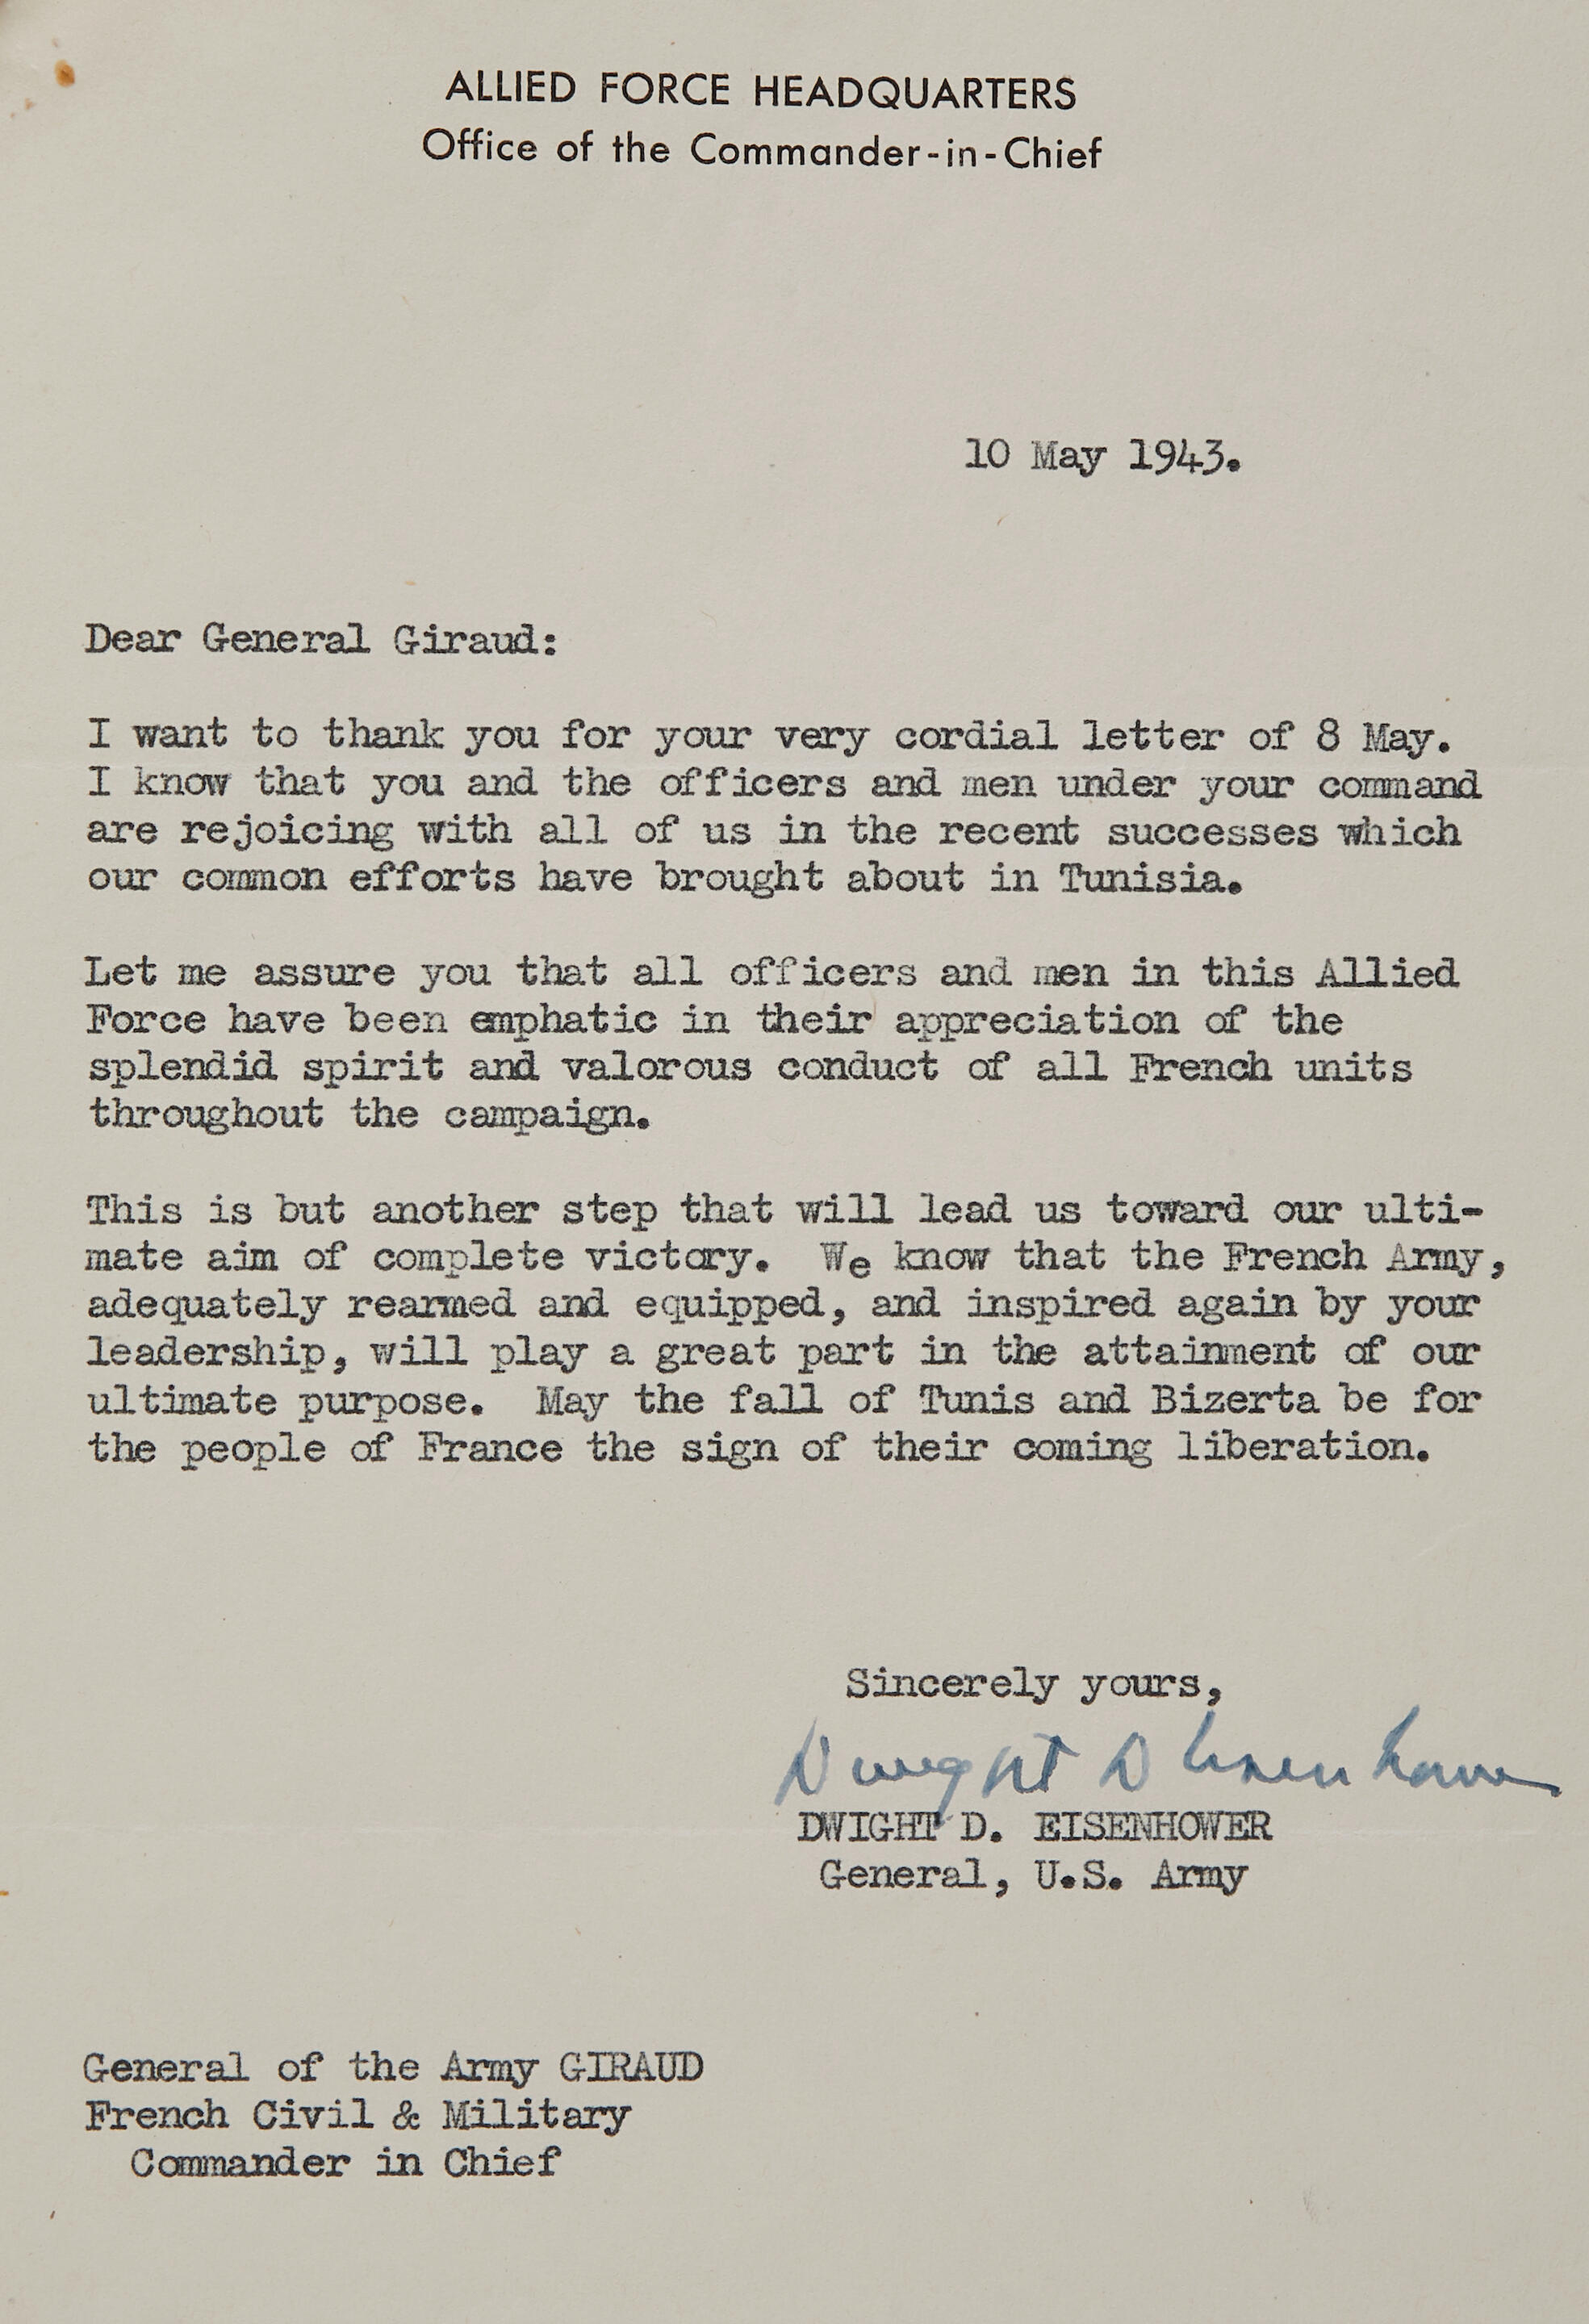 ALLIED FORCE HEADQUARTERS
Office of the Commander-in-Chief
10 May 1943.
Dear General Giraud:
I want to thank you for your very cordial letter of 8 May.
I know that you and the officers and men under your command
are rejoicing with all of us in the recent successes which
our common efforts have brought about in Tunisia.
Let me assure you that all officers and men in this Allied
Force have been emphatic in their appreciation of the
splendid spirit and valorous conduct of all French units
throughout the campaign.
This is but another step that will lead us toward our ulti-
mate aim of complete victory. We know that the French Army,
adequately rearmed and equipped, and inspired again by your
leadership, will play a great part in the attainment of our
ultimate purpose. May the fall of Tunis and Bizerta be for
the people of France the sign of their coming liberation.
Sincerely yours,
Dwight D Eisenhower
DWIGHT D. EISENHOWER
General, U.S. Army
General of the Army GIRAUD
French Civil & Military
Commander in Chief